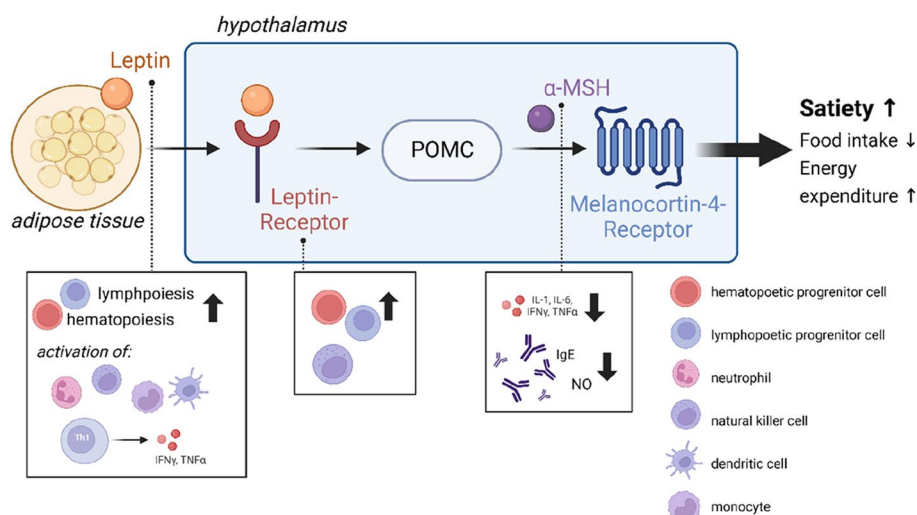 hypothalamus
Leptin
α-MSH
POMC
Satiety ↑
Food intake ↓
Energy
expenditure ↑
adipose tissue
Leptin-
Receptor
Melanocortin-4-
Receptor
lymphpoiesis
hematopoiesis
activation of:
Th1
IFNγ, TNFα
IL-1, IL-6,
IFNγ, TNFα
IgE
NO
hematopoetic progrenitor cell
lymphopoetic progrenitor cell
neutrophil
natural killer cell
dendritic cell
monocyte